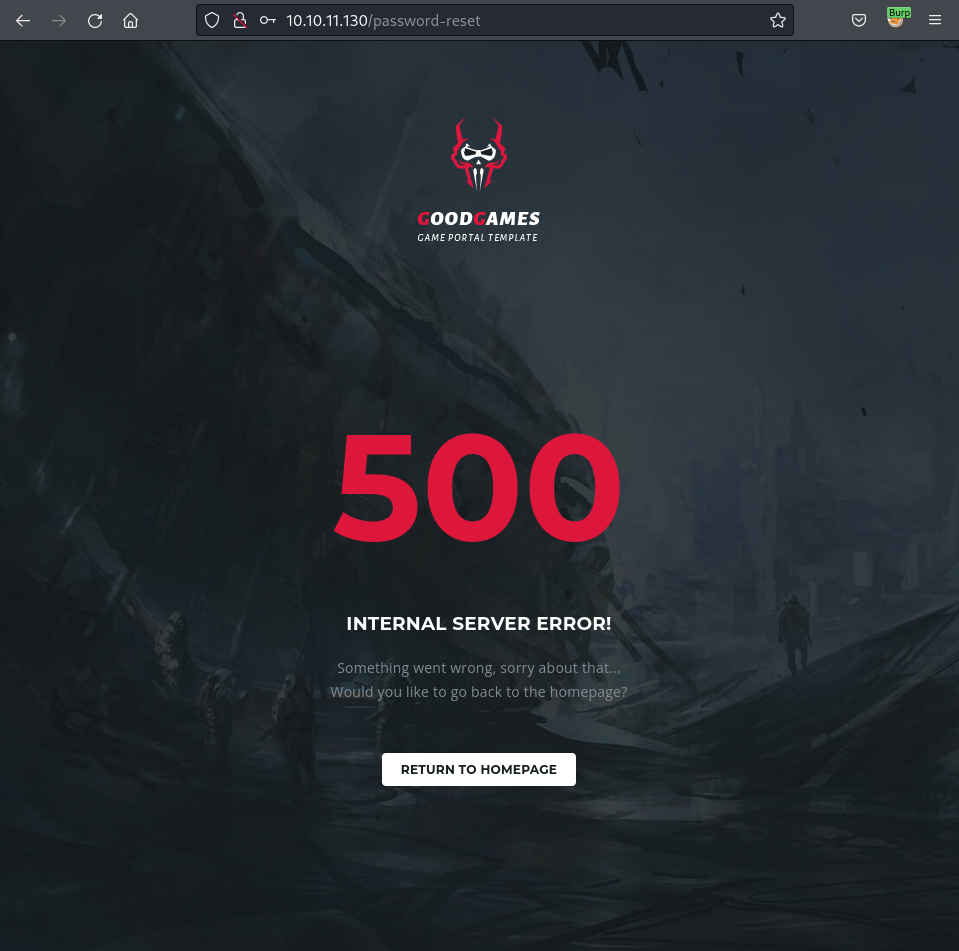 10.10.11.130/password-reset
Burp
GOODGAMES
GAME PORTAL TEMPLATE
500
INTERNAL SERVER ERROR!
Something went wrong, sorry about that...
Would you like to go back to the homepage?
RETURN TO HOMEPAGE